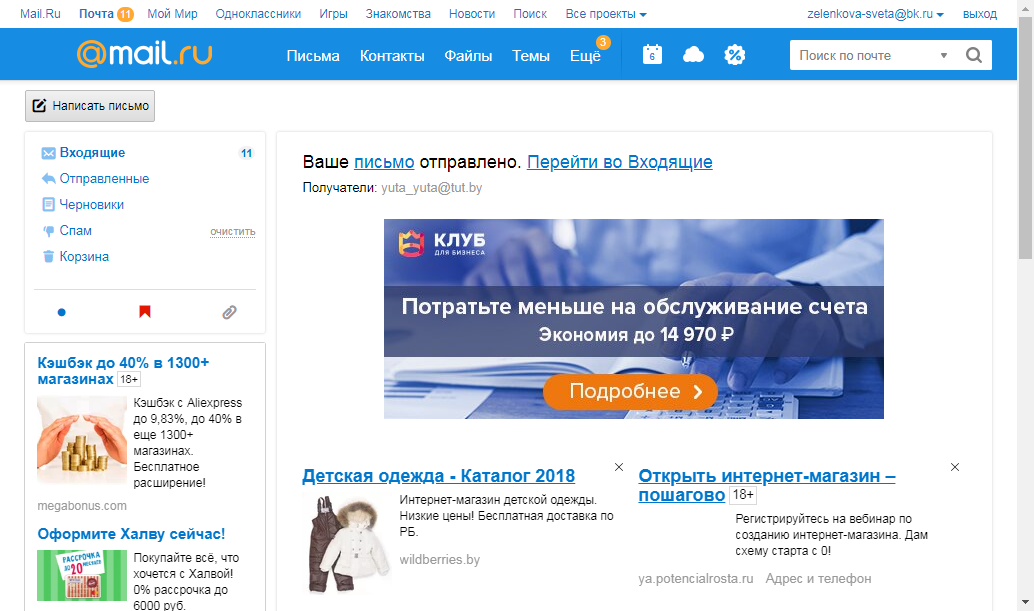 Mail.Ru Почта 11 Мой Мир Одноклассники Игры Знакомства Новости Поиск Все проекты zelenkova-sveta@bk.ru выход
@mail.ru Письма Контакты Файлы Темы Ещё 3 6 % Поиск по почте
Написать письмо
Входящие 11
Отправленные
Черновики
Спам очистить
Корзина
Кэшбэк до 40% в 1300+
магазинах 18+
Кэшбэк с Aliexpress
до 9,83%, до 40% в
еще 1300+
магазинах.
Бесплатное
расширение!
megabonus.com
Оформите Халву сейчас!
РАССРОЧКА
ДО 20 МЕСЯЦЕВ
Покупайте всё, что
хочется с Халвой!
0% рассрочка до
6000 руб.
Ваше письмо отправлено. Перейти во Входящие
Получатели: yuta_yuta@tut.by
КЛУБ
ДЛЯ БИЗНЕСА
Потратьте меньше на обслуживание счета
Экономия до 14 970 ₽
Подробнее
Детская одежда - Каталог 2018
Интернет-магазин детской одежды.
Низкие цены! Бесплатная доставка по
РБ.
wildberries.by
Открыть интернет-магазин –
пошагово 18+
Регистрируйтесь на вебинар по
созданию интернет-магазина. Дам
схему старта с 0!
ya.potencialrosta.ru Адрес и телефон